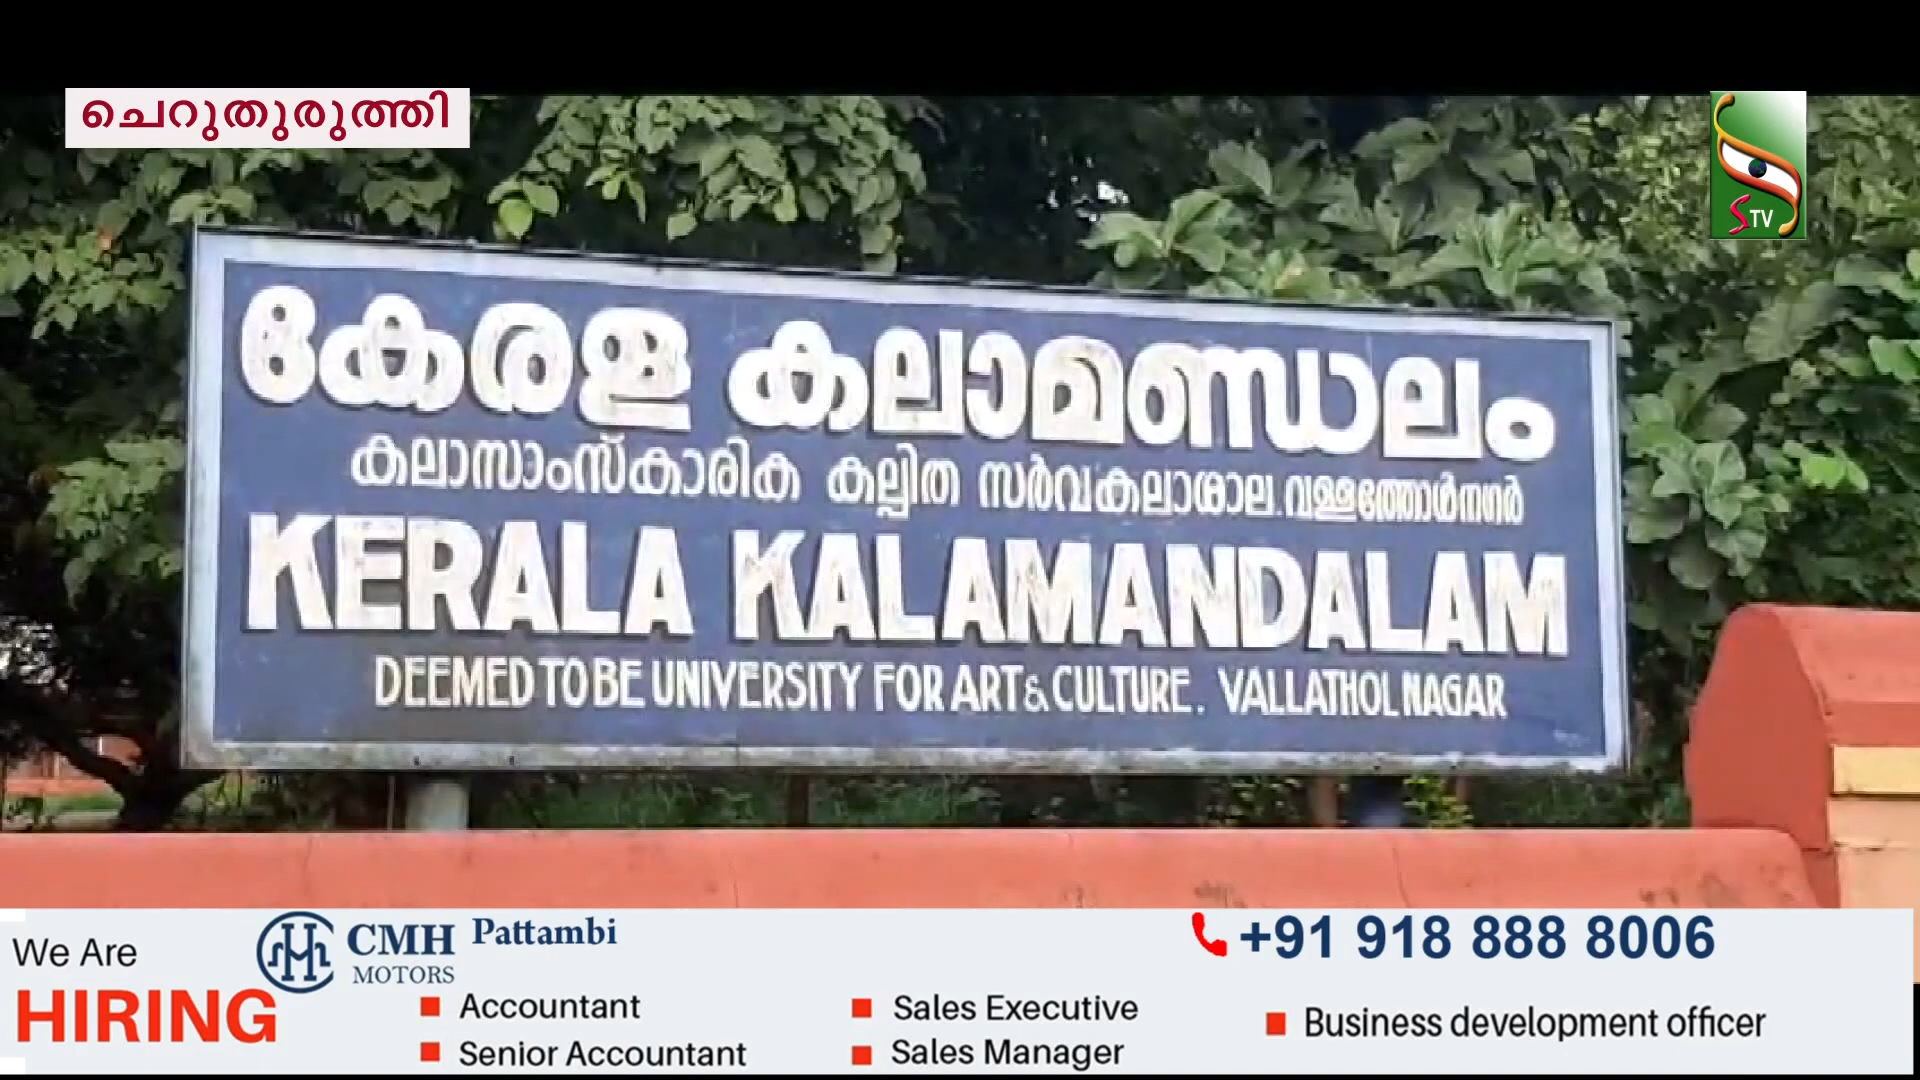 ചെറുതുരുത്തി
STV
കേരള കലാമണ്ഡലം
കലാസാംസ്കാരിക കല്പിത സർവകലാശാല.വള്ളത്തോൾനഗർ
KERALA KALAMANDALAM
DEEMED TO BE UNIVERSITY FOR ART & CULTURE. VALLATHOL NAGAR
We Are
HIRING
CMH Pattambi
MOTORS
+91 918 888 8006
Accountant
Senior Accountant
Sales Executive
Sales Manager
Business development officer